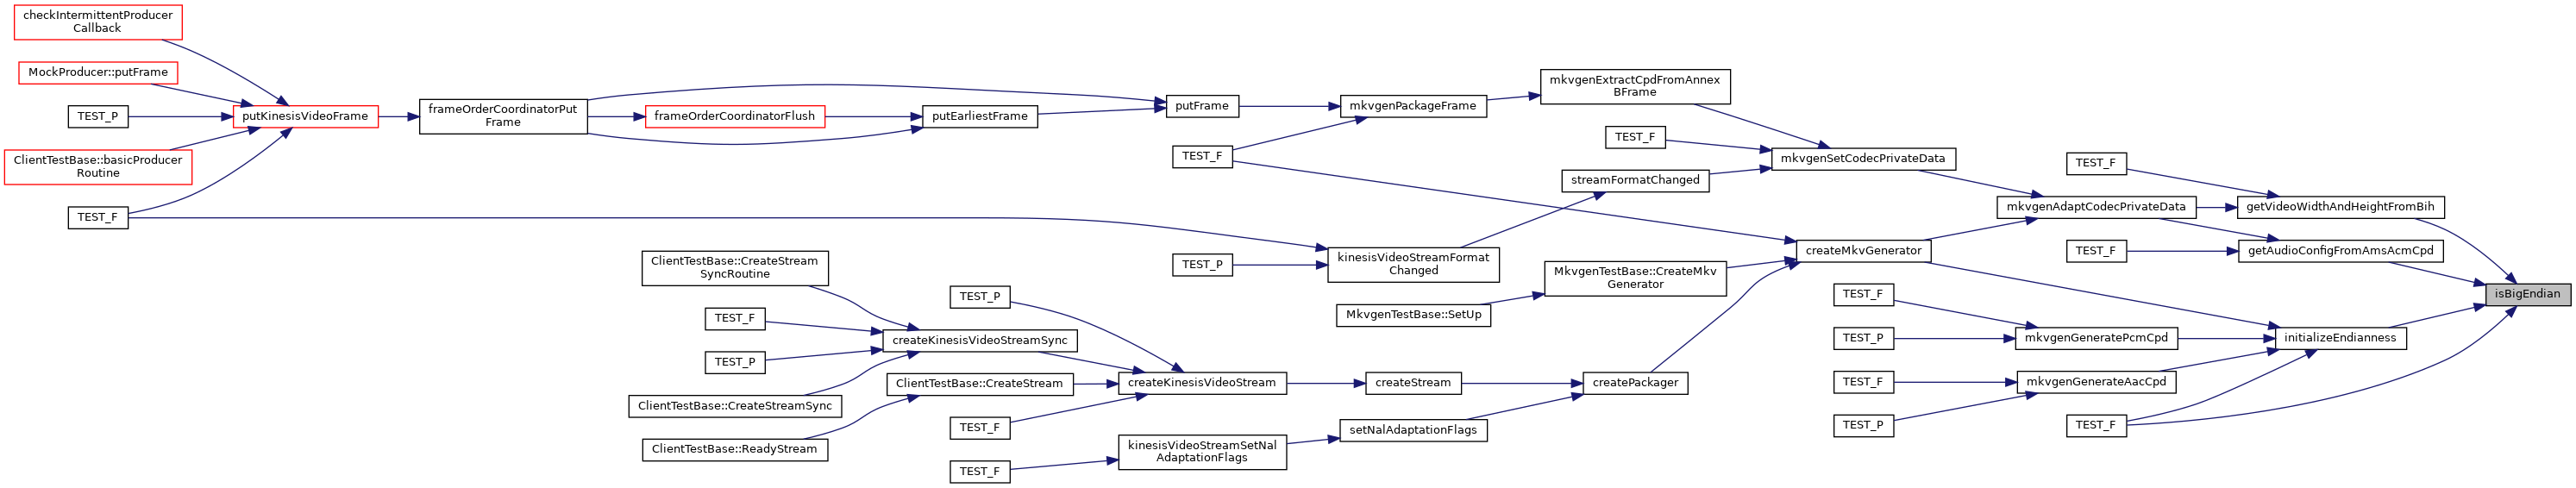 checkIntermittentProducer
Callback
MockProducer::putFrame
TEST_P
putKinesisVideoFrame
ClientTestBase::basicProducer
Routine
TEST_F
frameOrderCoordinatorPut
Frame
frameOrderCoordinatorFlush
putEarliestFrame
putFrame
TEST_F
mkvgenPackageFrame
mkvgenExtractCpdFromAnnex
BFrame
TEST_F
streamFormatChanged
mkvgenSetCodecPrivateData
TEST_F
mkvgenAdaptCodecPrivateData
getVideoWidthAndHeightFromBih
TEST_F
getAudioConfigFromAmsAcmCpd
isBigEndian
ClientTestBase::CreateStream
SyncRoutine
TEST_F
TEST_P
ClientTestBase::CreateStreamSync
ClientTestBase::ReadyStream
createKinesisVideoStreamSync
ClientTestBase::CreateStream
TEST_P
TEST_F
TEST_F
createKinesisVideoStream
kinesisVideoStreamSetNal
AdaptationFlags
TEST_P
kinesisVideoStreamFormat
Changed
MkvgenTestBase::SetUp
createStream
setNalAdaptationFlags
MkvgenTestBase::CreateMkv
Generator
createPackager
createMkvGenerator
TEST_F
TEST_P
TEST_F
TEST_P
mkvgenGeneratePcmCpd
mkvgenGenerateAacCpd
TEST_F
initializeEndianness